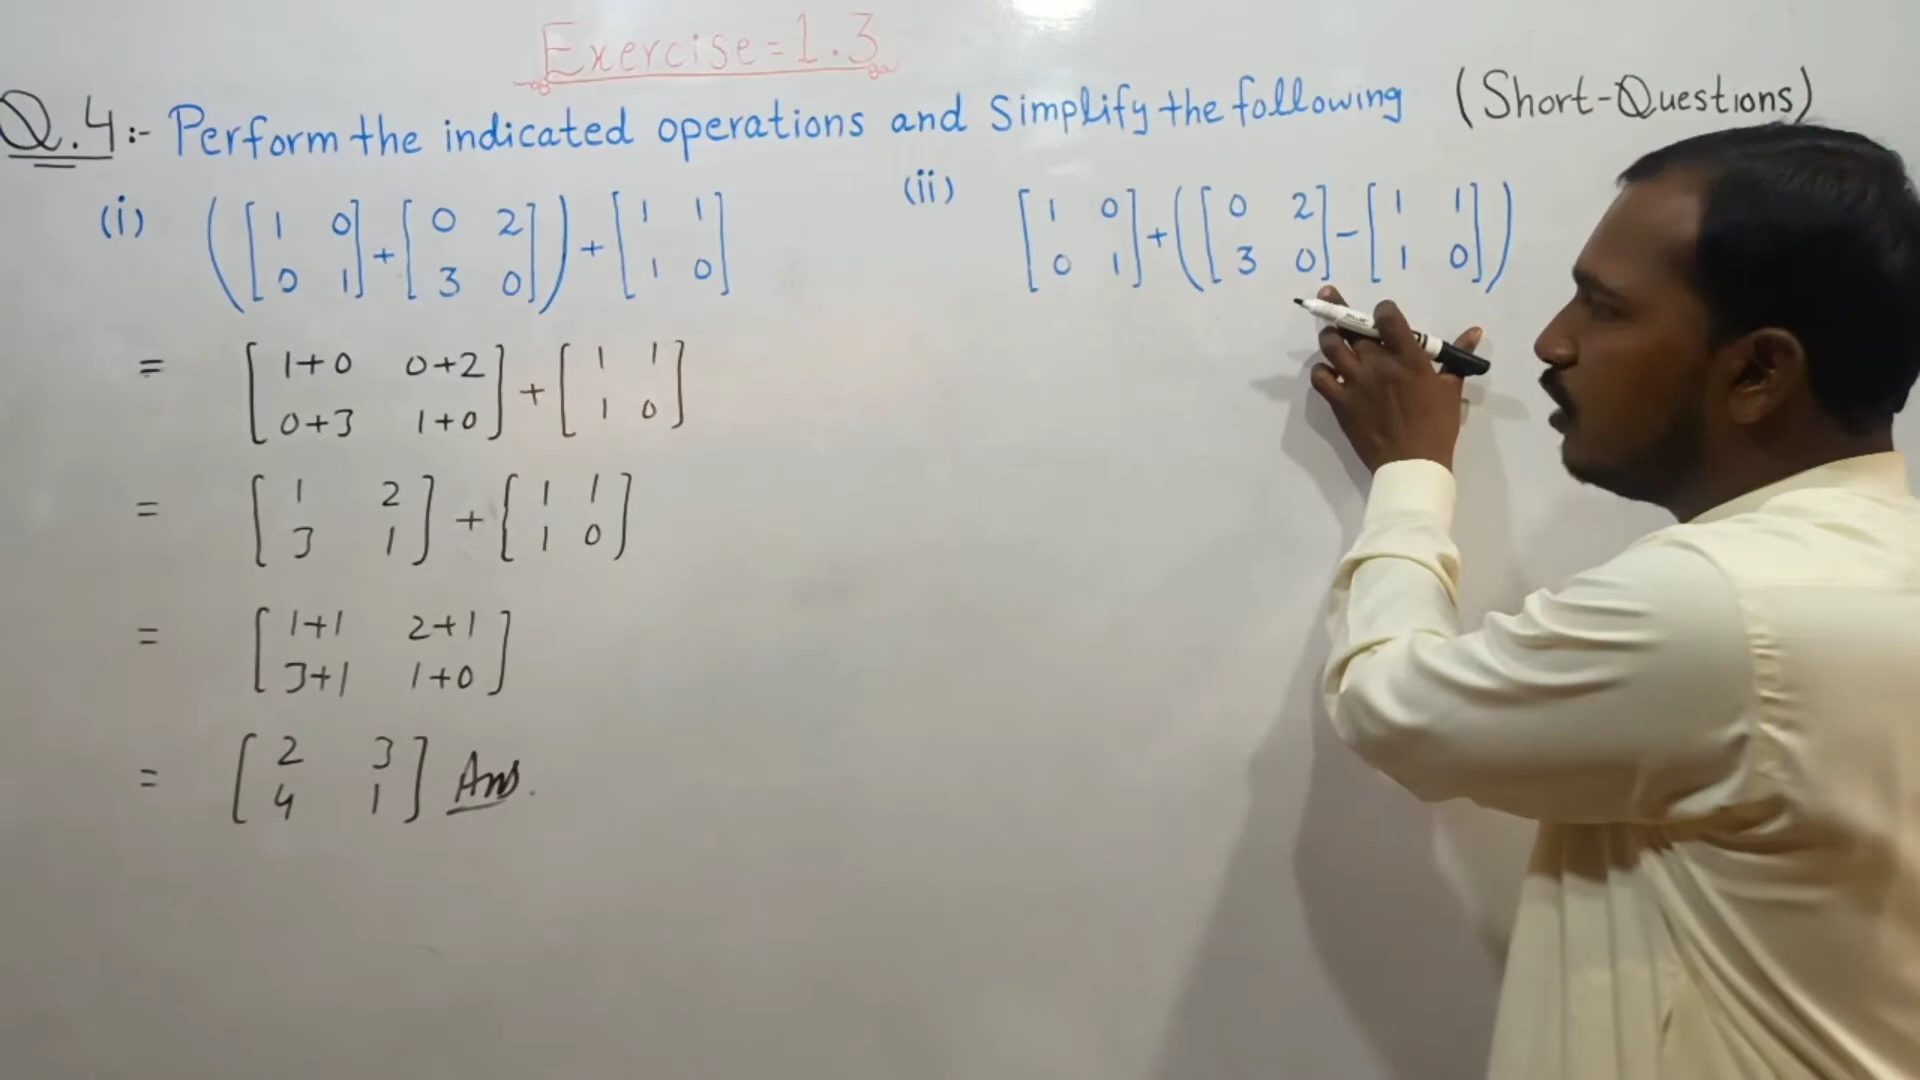 Exercise=1.3
Q.4:- Perform the indicated operations and Simplify the following (Short-Questions)
(i) ([1 0] + [0 2]) + [1 1]
[0 1] [3 0] [1 0]
= [1+0 0+2] + [1 1]
[0+3 1+0] [1 0]
= [1 2] + [1 1]
[3 1] [1 0]
= [1+1 2+1]
[3+1 1+0]
= [2 3] Ans.
[4 1]
(ii) [1 0] + ([0 2] - [1 1])
[0 1] [3 0] [1 0]